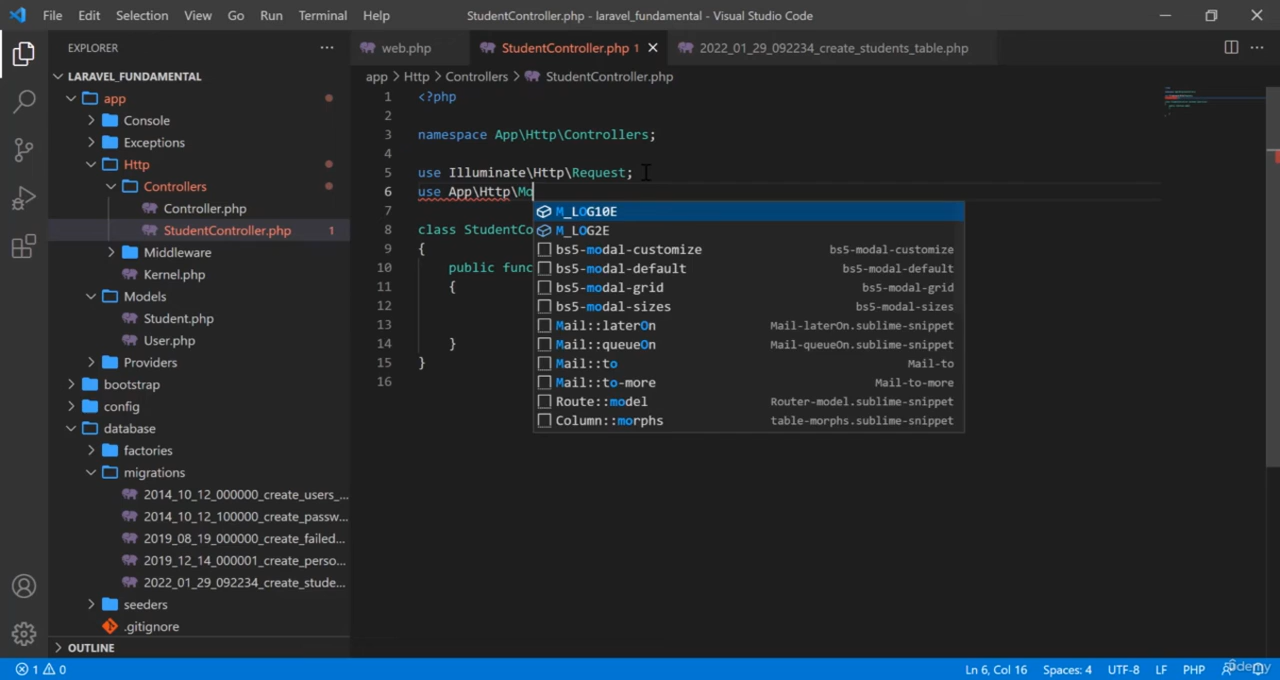 File Edit Selection View Go Run Terminal Help StudentController.php - laravel_fundamental - Visual Studio Code
EXPLORER
LARAVEL_FUNDAMENTAL
app
Console
Exceptions
Http
Controllers
Controller.php
StudentController.php 1
Middleware
Kernel.php
Models
Student.php
User.php
Providers
bootstrap
config
database
factories
migrations
2014_10_12_000000_create_users_...
2014_10_12_100000_create_passw...
2019_08_19_000000_create_failed...
2019_12_14_000001_create_perso...
2022_01_29_092234_create_stude...
seeders
.gitignore
OUTLINE
web.php StudentController.php 1 2022_01_29_092234_create_students_table.php
app > Http > Controllers > StudentController.php
1 <?php
2
3 namespace App\Http\Controllers;
4
5 use Illuminate\Http\Request;
6 use App\Http\Mo
7
8 class StudentCo
9 {
10 public func
11 {
12
13
14 }
15 }
16
M_LOG10E
M_LOG2E
bs5-modal-customize bs5-modal-customize
bs5-modal-default bs5-modal-default
bs5-modal-grid bs5-modal-grid
bs5-modal-sizes bs5-modal-sizes
Mail::laterOn Mail-laterOn.sublime-snippet
Mail::queueOn Mail-queueOn.sublime-snippet
Mail::to Mail-to
Mail::to-more Mail-to-more
Route::model Router-model.sublime-snippet
Column::morphs table-morphs.sublime-snippet
1 0 Ln 6, Col 16 Spaces: 4 UTF-8 LF PHP
Udemy